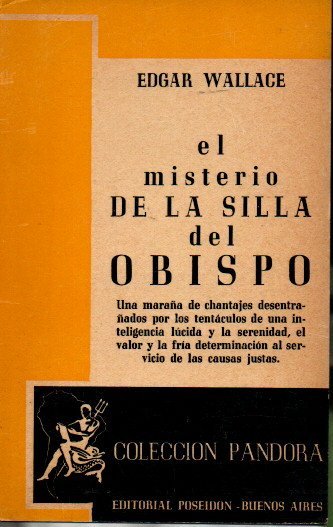 EDGAR WALLACE
el
misterio
DE LA SILLA
del
OBISPO
Una maraña de chantajes desentra-
ñados por los tentáculos de una in-
teligencia lúcida y la serenidad, el
valor y la fría determinación al ser-
vicio de las causas justas.
COLECCION PANDORA
EDITORIAL POSEIDON - BUENOS AIRES